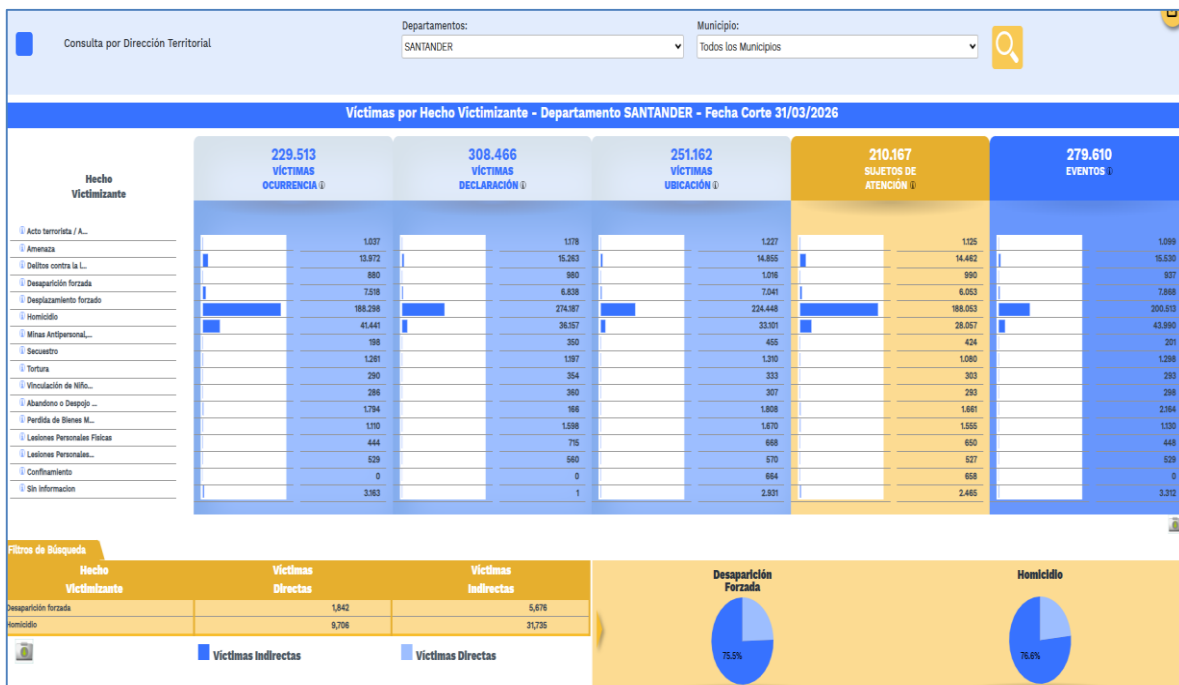 Departamentos:
Municipio:
Consulta por Dirección Territorial
SANTANDER
Todos los Municipios
Víctimas por Hecho Victimizante - Departamento SANTANDER - Fecha Corte 31/03/2026
Hecho
Victimizante
229.513
VÍCTIMAS
OCURRENCIA
308.466
VÍCTIMAS
DECLARACIÓN
251.162
VÍCTIMAS
UBICACIÓN
210.167
SUJETOS DE
ATENCIÓN
279.610
EVENTOS
Acto terrorista / A...
Amenaza
Delitos contra la l...
Desaparición forzada
Desplazamiento forzado
Homicidio
Minas Antipersonal,...
Secuestro
Tortura
Vinculación de Niño...
Abandono o Despojo ...
Perdida de Bienes M...
Lesiones Personales Fisicas
Lesiones Personales...
Confinamiento
Sin informacion
1.037 1.178 1.227 1.125 1.099
13.972 15.263 14.855 14.462 15.530
880 980 1.016 990 937
7.518 6.838 7.041 6.053 7.868
188.298 274.187 224.448 188.053 200.513
41.441 36.157 33.101 28.057 43.990
198 350 455 424 201
1.261 1.197 1.310 1.080 1.298
290 354 333 303 293
286 360 307 293 298
1.794 166 1.808 1.661 2.164
1.110 1.598 1.670 1.555 1.130
444 715 668 650 448
529 560 570 527 529
0 0 664 658 0
3.163 1 2.931 2.465 3.312
Filtros de Búsqueda
Hecho
Victimizante
Víctimas
Directas
Víctimas
Indirectas
Desaparición forzada 1,842 5,676
Homicidio 9,706 31,735
Víctimas Indirectas
Víctimas Directas
Desaparición
Forzada
75.5%
Homicidio
76.6%